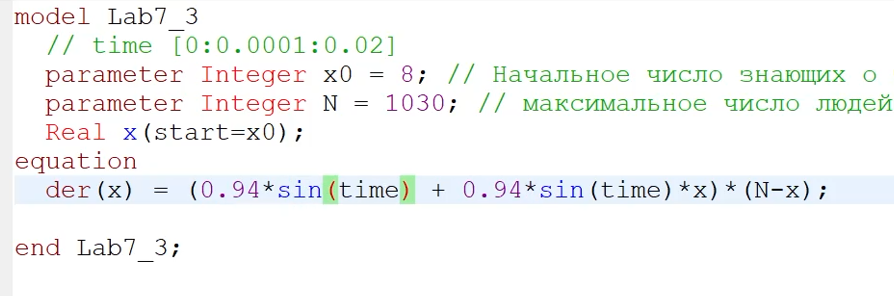 model Lab7_3
// time [0:0.0001:0.02]
parameter Integer x0 = 8; // Начальное число знающих о
parameter Integer N = 1030; // максимальное число людей
Real x(start=x0);
equation
der(x) = (0.94*sin(time) + 0.94*sin(time)*x)*(N-x);
end Lab7_3;